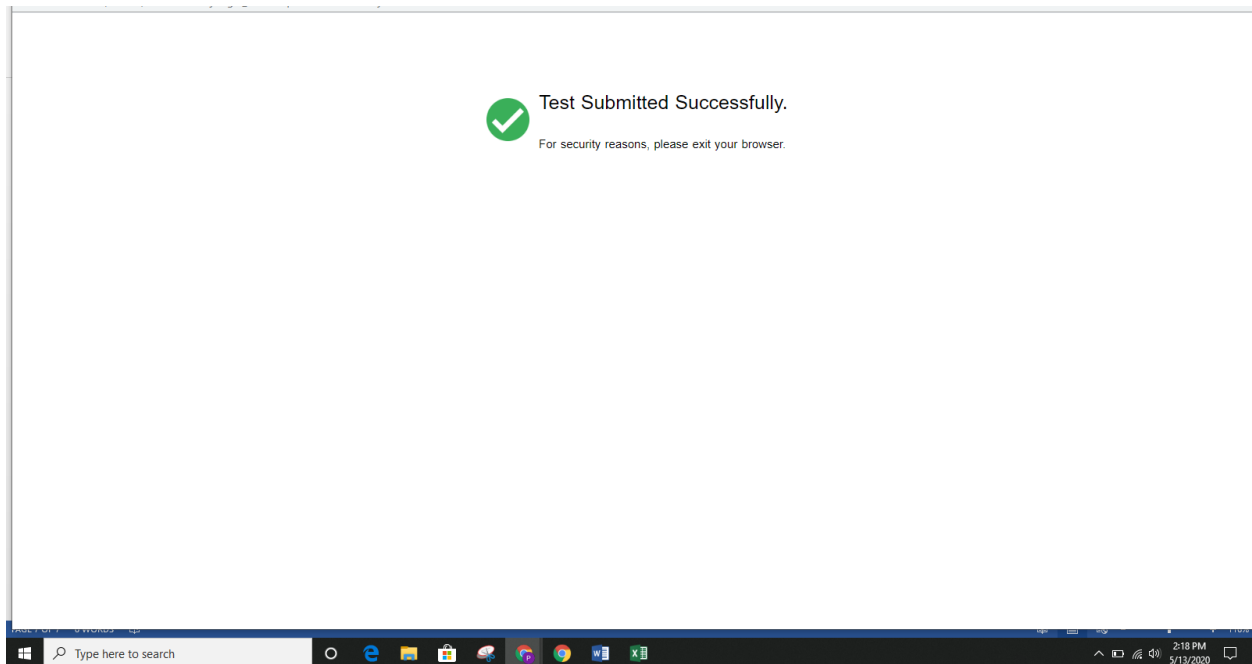 Test Submitted Successfully.
For security reasons, please exit your browser.
Type here to search
2:18 PM
5/13/2020